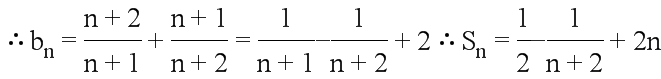 ∴ bₙ = (n + 2)/(n + 1) + (n + 1)/(n + 2) = 1/(n + 1) - 1/(n + 2) + 2 ∴ Sₙ = 1/2 - 1/(n + 2) + 2n